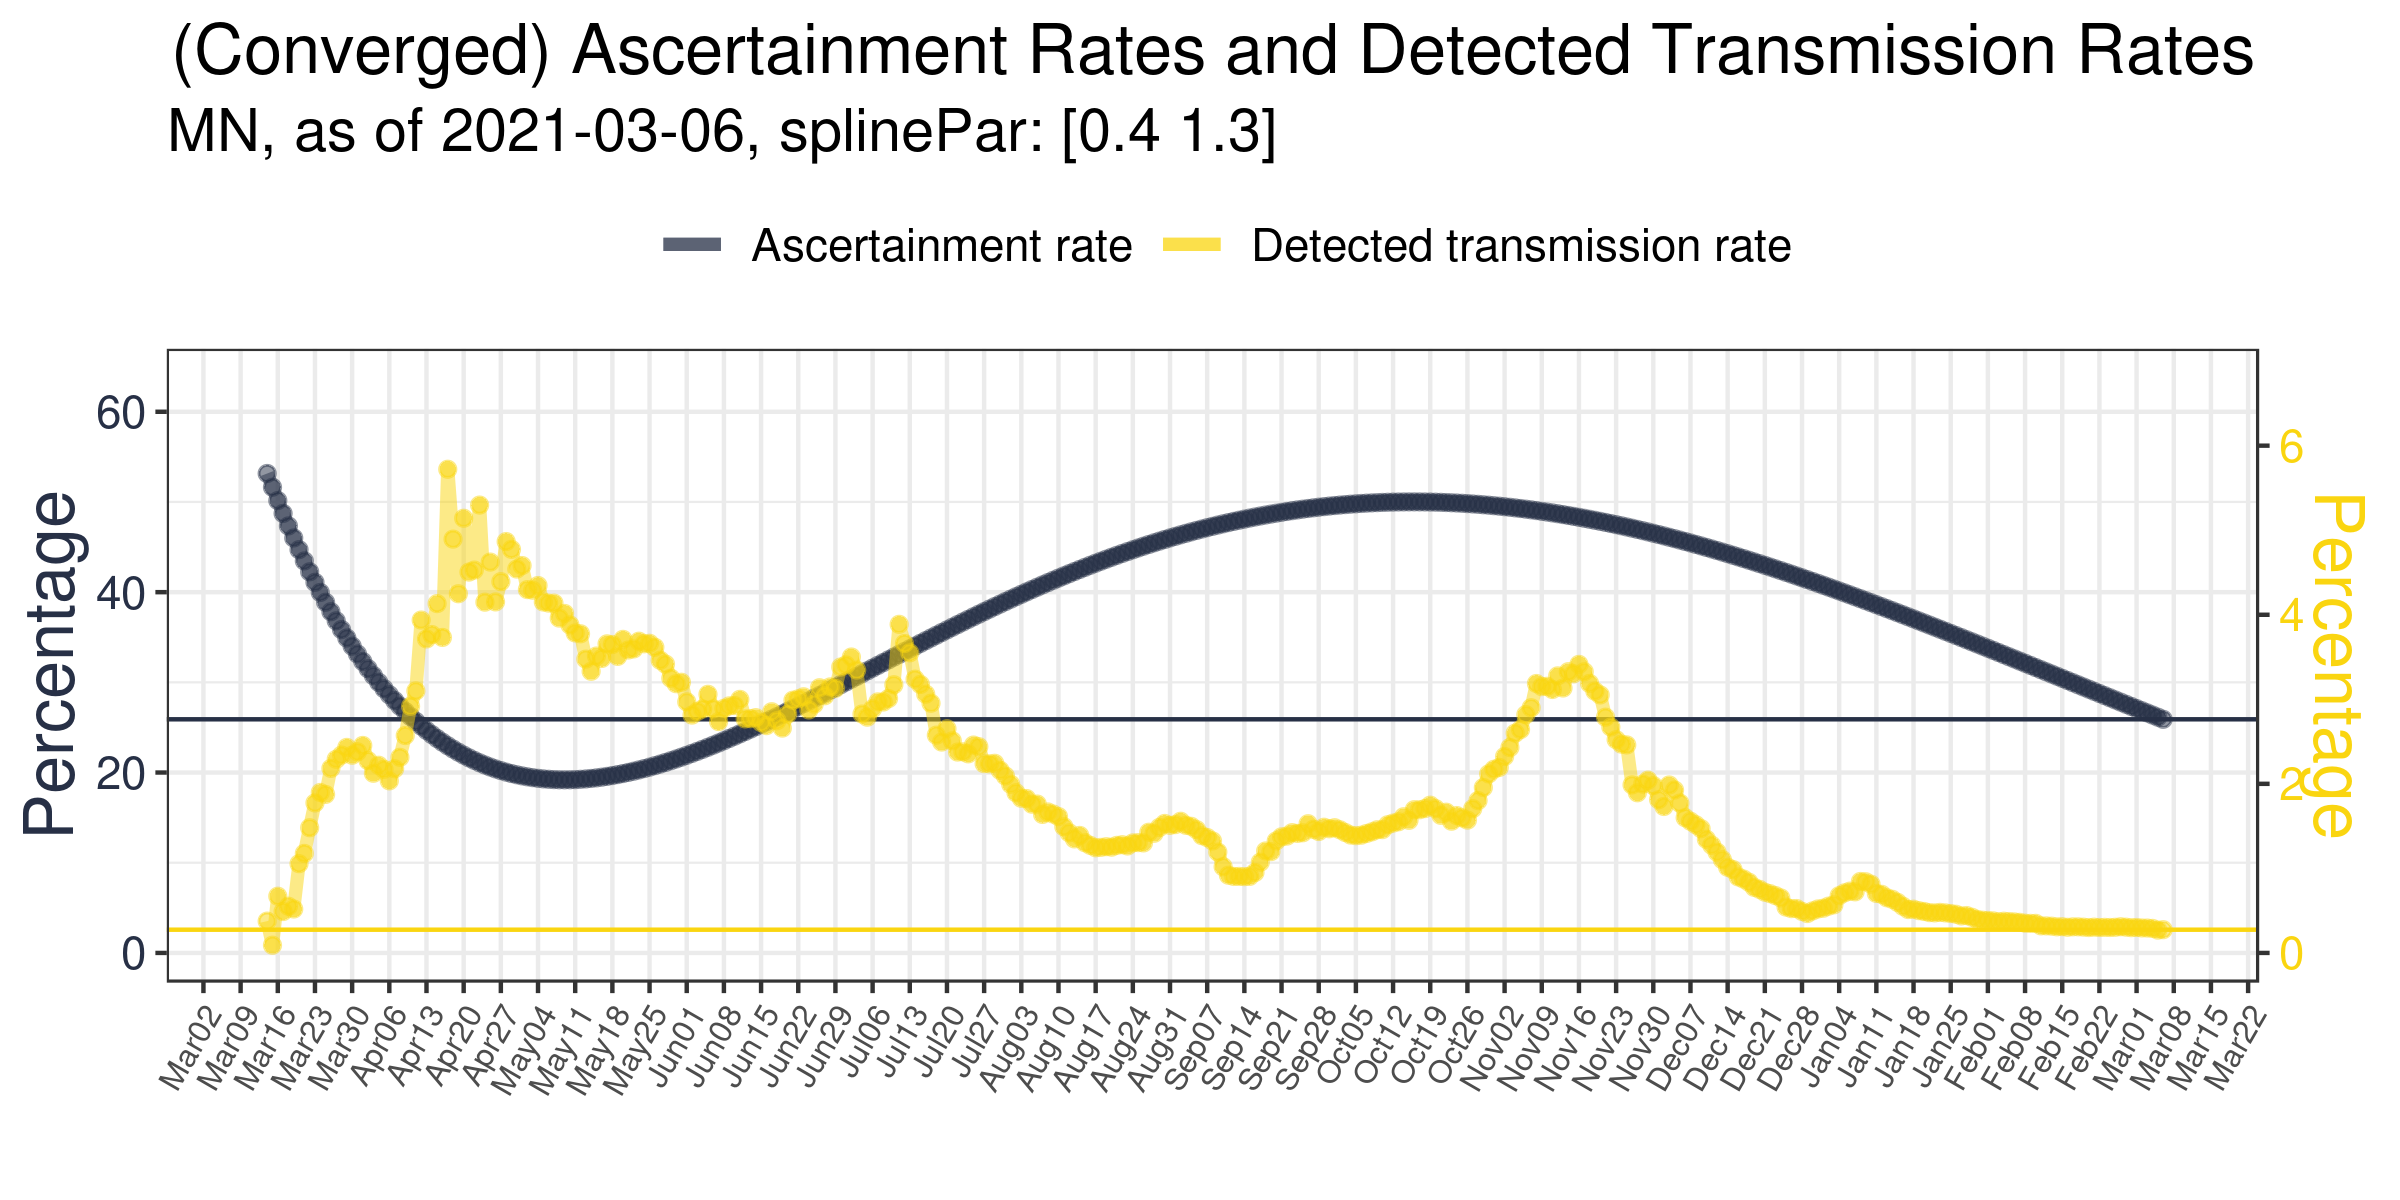 (Converged) Ascertainment Rates and Detected Transmission Rates
MN, as of 2021-03-06, splinePar: [0.4 1.3]
Ascertainment rate Detected transmission rate
Percentage
60
40
20
0
6
4
2
0
Percentage
Mar02 Mar09 Mar16 Mar23 Mar30 Apr06 Apr13 Apr20 Apr27 May04 May11 May18 May25 Jun01 Jun08 Jun15 Jun22 Jun29 Jul06 Jul13 Jul20 Jul27 Aug03 Aug10 Aug17 Aug24 Aug31 Sep07 Sep14 Sep21 Sep28 Oct05 Oct12 Oct19 Oct26 Nov02 Nov09 Nov16 Nov23 Nov30 Dec07 Dec14 Dec21 Dec28 Jan04 Jan11 Jan18 Jan25 Feb01 Feb08 Feb15 Feb22 Mar01 Mar08 Mar15 Mar22